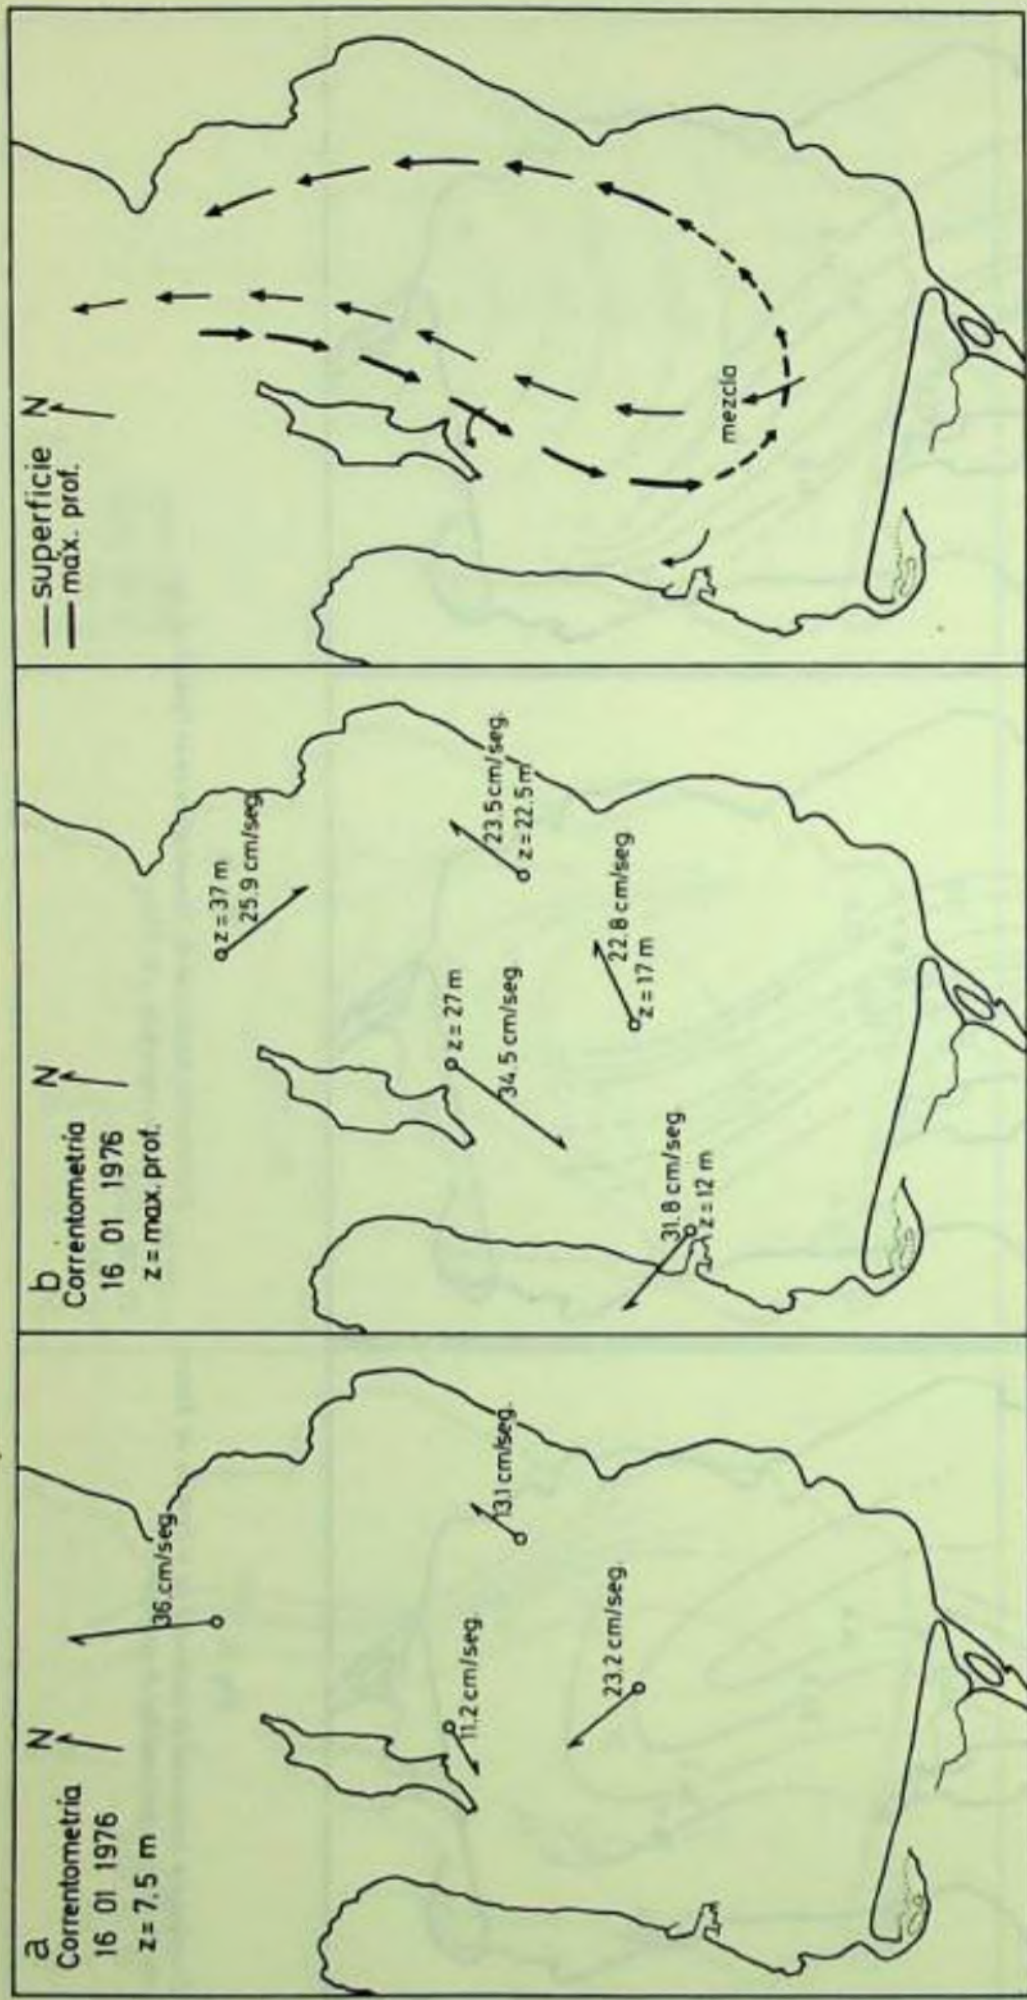 a
Correntometría
16 01 1976
z = 7.5 m
N
36 cm/seg.
11.2 cm/seg.
13.1 cm/seg.
23.2 cm/seg.
b
Correntometría
16 01 1976
z = max. prof.
N
z = 37 m
25.9 cm/seg.
z = 27 m
34.5 cm/seg.
23.5 cm/seg.
z = 22.5 m
22.8 cm/seg
z = 17 m
31.8 cm/seg
z = 12 m
superficie
máx. prof.
N
mezcla